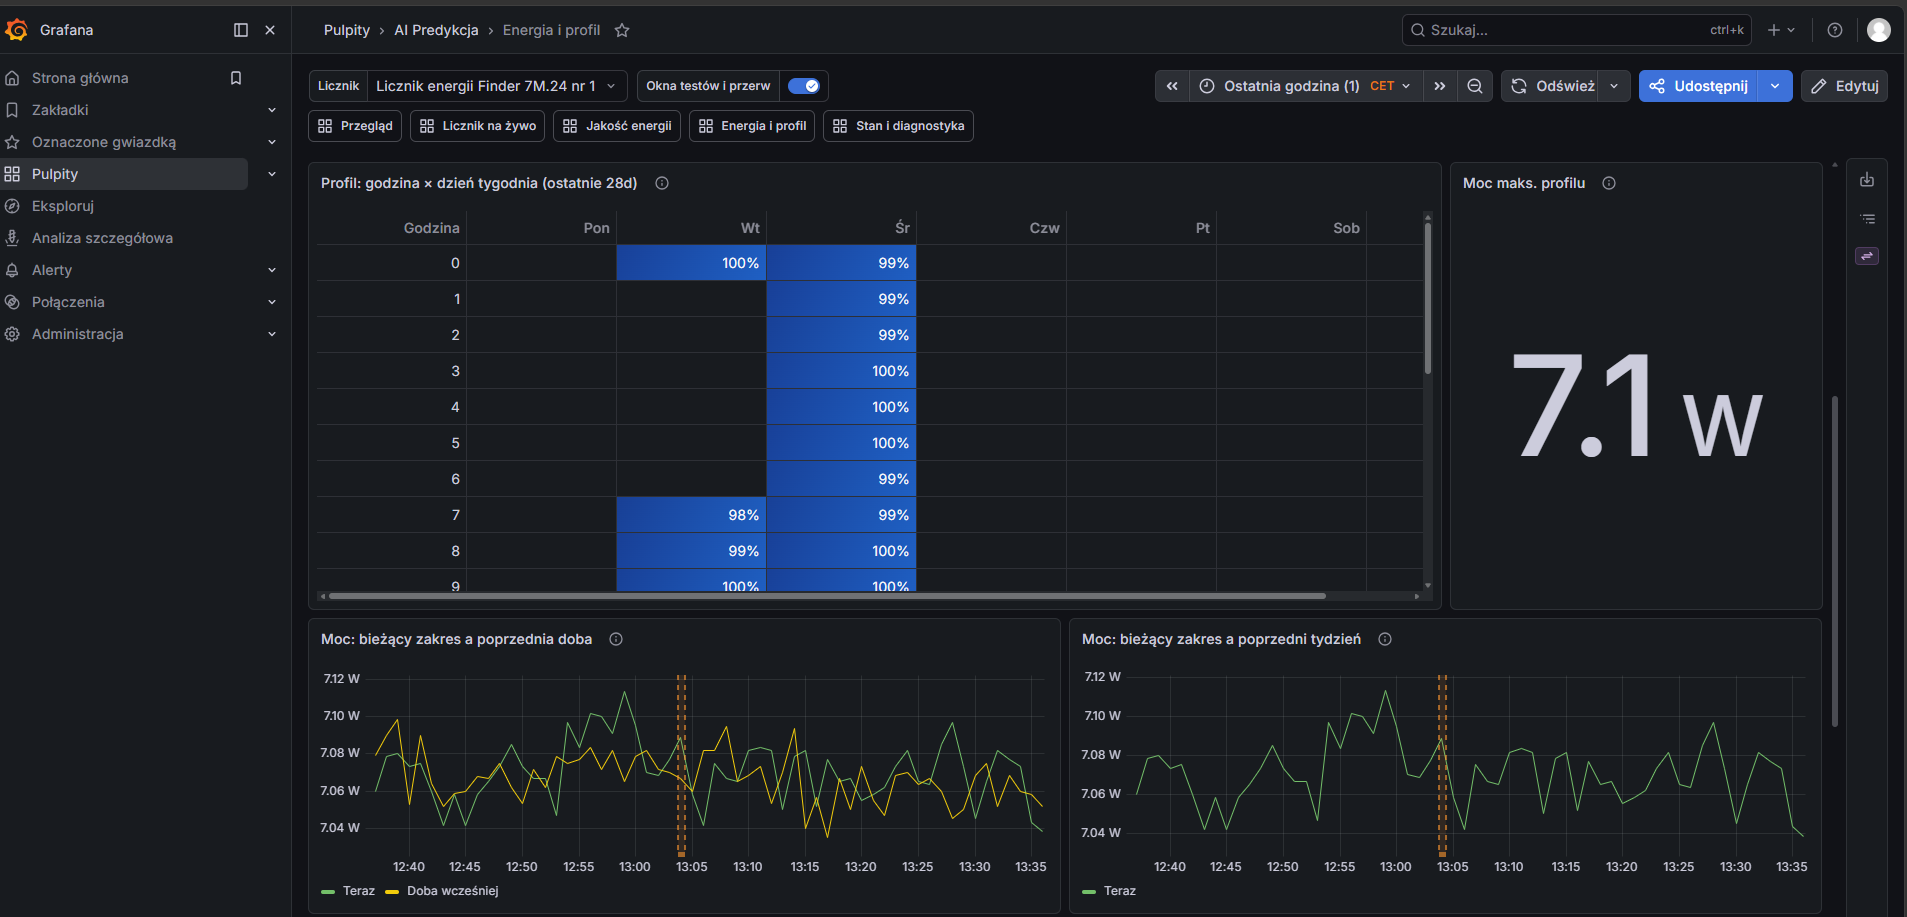 Grafana
Pulpity › AI Predykcja › Energia i profil
Szukaj... ctrl+k
Strona główna
Zakładki
Oznaczone gwiazdką
Pulpity
Eksploruj
Analiza szczegółowa
Alerty
Połączenia
Administracja
Licznik Licznik energii Finder 7M.24 nr 1 Okna testów i przerw
Ostatnia godzina (1) CET Odśwież Udostępnij Edytuj
Przegląd Licznik na żywo Jakość energii Energia i profil Stan i diagnostyka
Profil: godzina × dzień tygodnia (ostatnie 28d)
Godzina Pon Wt Śr Czw Pt Sob
0 100% 99%
1 99%
2 99%
3 100%
4 100%
5 100%
6 99%
7 98% 99%
8 99% 100%
9 100% 100%
Moc maks. profilu
7.1 W
Moc: bieżący zakres a poprzednia doba
7.12 W
7.10 W
7.08 W
7.06 W
7.04 W
12:40 12:45 12:50 12:55 13:00 13:05 13:10 13:15 13:20 13:25 13:30 13:35
Teraz Doba wcześniej
Moc: bieżący zakres a poprzedni tydzień
7.12 W
7.10 W
7.08 W
7.06 W
7.04 W
12:40 12:45 12:50 12:55 13:00 13:05 13:10 13:15 13:20 13:25 13:30 13:35
Teraz